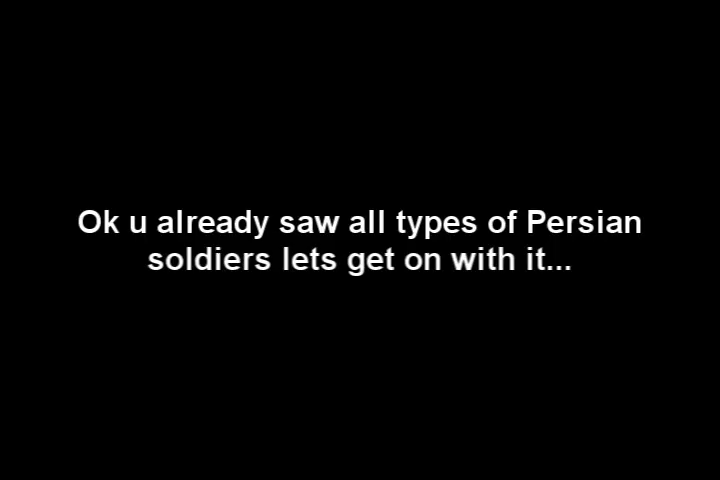 Ok u already saw all types of Persian
soldiers lets get on with it...